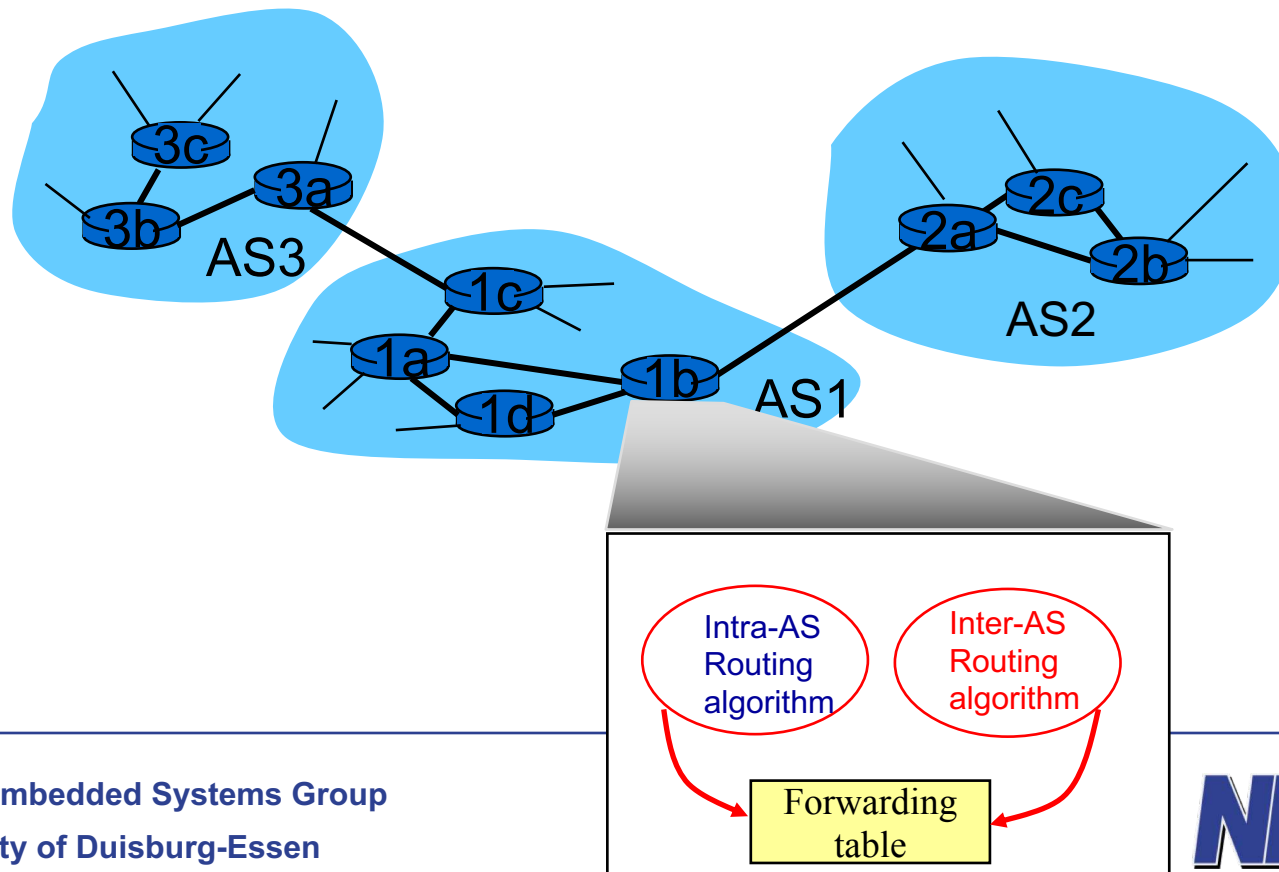 3c
3a
3b
AS3
2c
2a
2b
AS2
1c
1a
1b
1d
AS1
Intra-AS
Routing
algorithm
Inter-AS
Routing
algorithm
Forwarding
table
mbedded Systems Group
ty of Duisburg-Essen